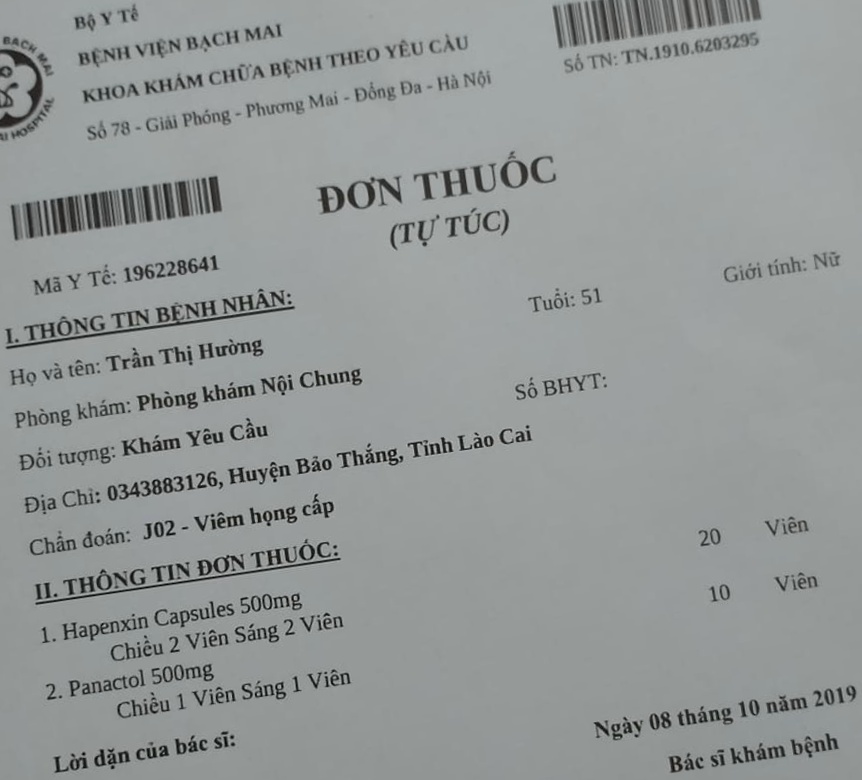 Bộ Y Tế
BỆNH VIỆN BẠCH MAI
KHOA KHÁM CHỮA BỆNH THEO YÊU CẦU
Số 78 - Giải Phóng - Phương Mai - Đống Đa - Hà Nội
BẠCH MAI
AI HOSPITAL
Số TN: TN.1910.6203295
ĐƠN THUỐC
(TỰ TÚC)
Mã Y Tế: 196228641
I. THÔNG TIN BỆNH NHÂN:
Họ và tên: Trần Thị Hường Tuổi: 51 Giới tính: Nữ
Phòng khám: Phòng khám Nội Chung
Đối tượng: Khám Yêu Cầu Số BHYT:
Địa Chỉ: 0343883126, Huyện Bảo Thắng, Tỉnh Lào Cai
Chẩn đoán: J02 - Viêm họng cấp
II. THÔNG TIN ĐƠN THUỐC:
1. Hapenxin Capsules 500mg 20 Viên
Chiều 2 Viên Sáng 2 Viên
2. Panactol 500mg 10 Viên
Chiều 1 Viên Sáng 1 Viên
Lời dặn của bác sĩ:
Ngày 08 tháng 10 năm 2019
Bác sĩ khám bệnh